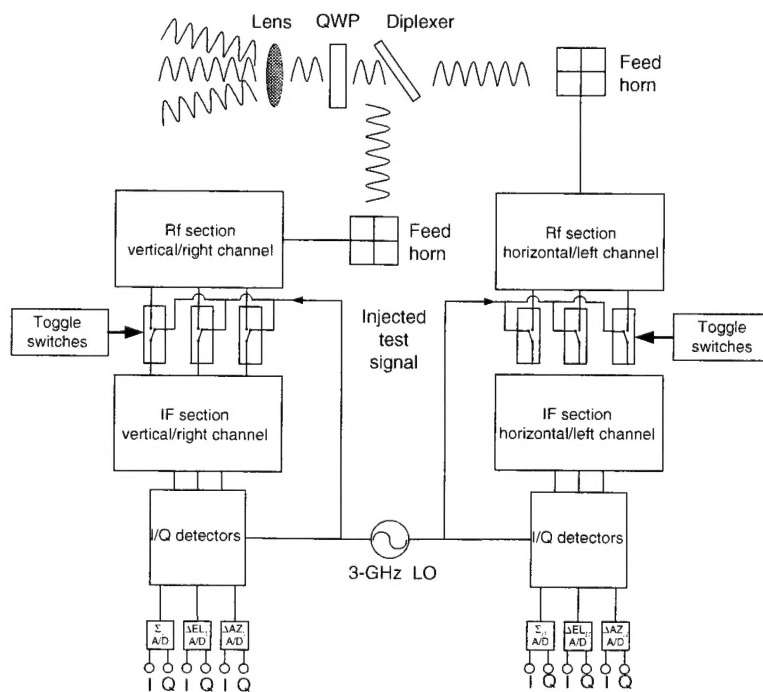 Lens QWP Diplexer
Feed
horn
Rf section
vertical/right channel
Feed
horn
Rf section
horizontal/left channel
Toggle
switches
Injected
test
signal
Toggle
switches
IF section
vertical/right channel
IF section
horizontal/left channel
I/Q detectors
3-GHz LO
I/Q detectors
Σ
A/D
ΔEL
A/D
ΔAZ
A/D
Σ
A/D
ΔEL
A/D
ΔAZ
A/D
I Q I Q I Q
I Q I Q I Q